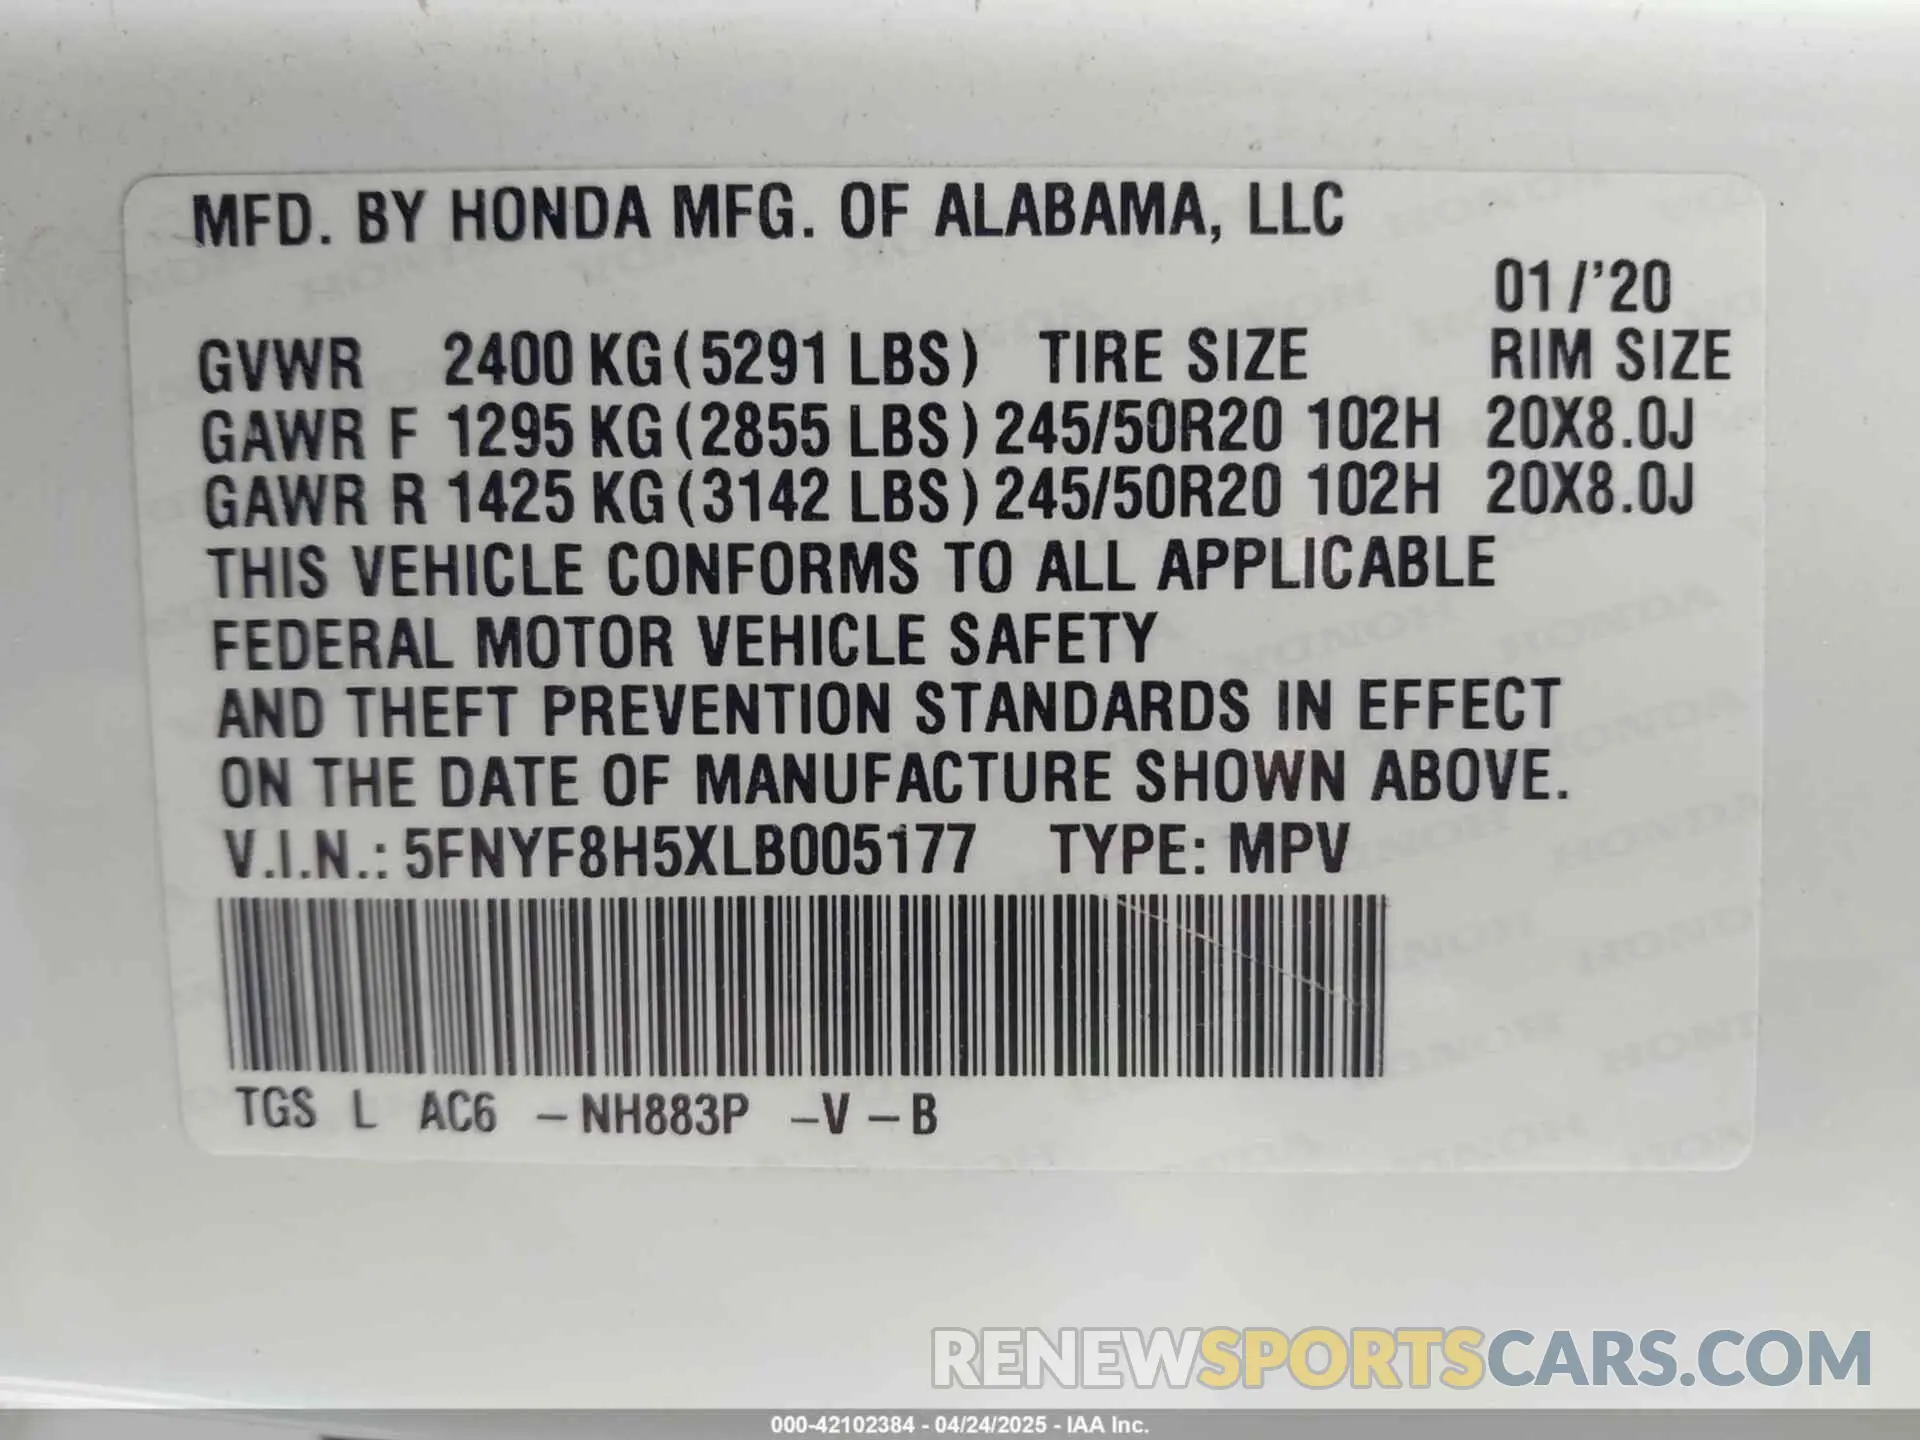 MFD. BY HONDA MFG. OF ALABAMA, LLC
01/'20
GVWR 2400 KG (5291 LBS) TIRE SIZE RIM SIZE
GAWR F 1295 KG (2855 LBS) 245/50R20 102H 20X8.0J
GAWR R 1425 KG (3142 LBS) 245/50R20 102H 20X8.0J
THIS VEHICLE CONFORMS TO ALL APPLICABLE
FEDERAL MOTOR VEHICLE SAFETY
AND THEFT PREVENTION STANDARDS IN EFFECT
ON THE DATE OF MANUFACTURE SHOWN ABOVE.
V.I.N.: 5FNYF8H5XLB005177 TYPE: MPV
TGS L AC6 – NH883P – V – B
RENEWSPORTSCARS.COM
000-42102384 - 04/24/2025 - IAA Inc.